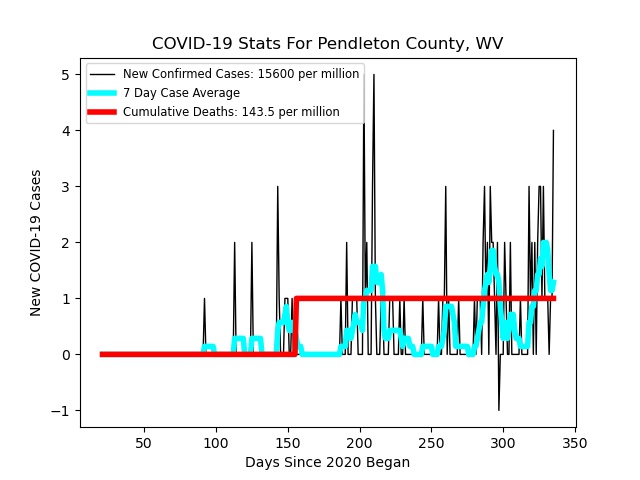 COVID-19 Stats For Pendleton County, WV
New Confirmed Cases: 15600 per million
7 Day Case Average
Cumulative Deaths: 143.5 per million
New COVID-19 Cases
5
4
3
2
1
0
−1
50 100 150 200 250 300 350
Days Since 2020 Began